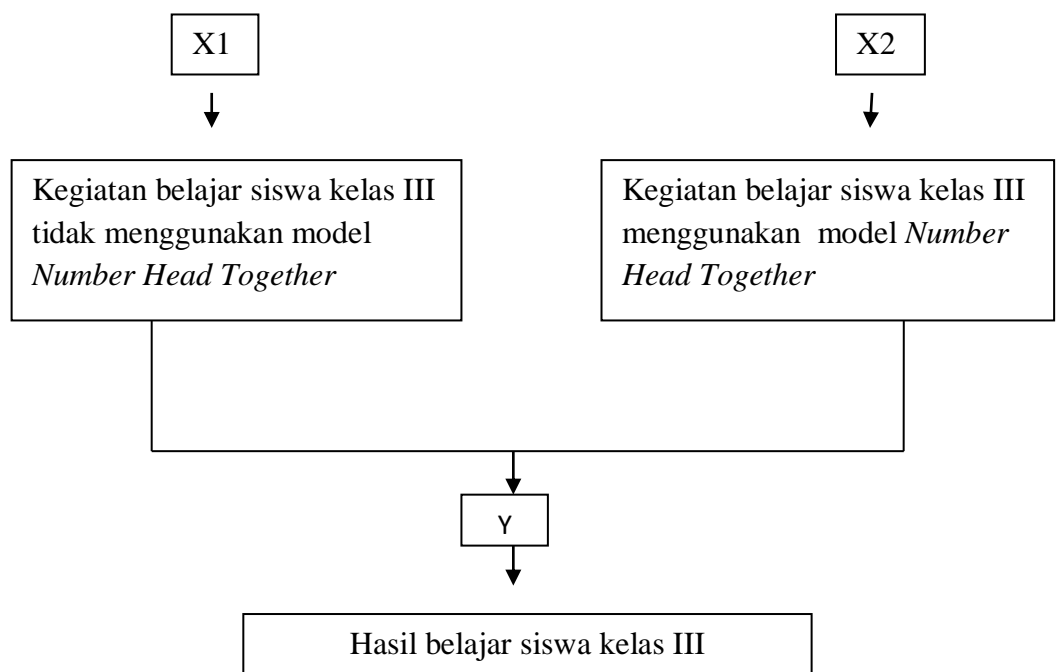 X1
X2
Kegiatan belajar siswa kelas III
tidak menggunakan model
Number Head Together
Kegiatan belajar siswa kelas III
menggunakan  model Number
Head Together
Y
Hasil belajar siswa kelas III